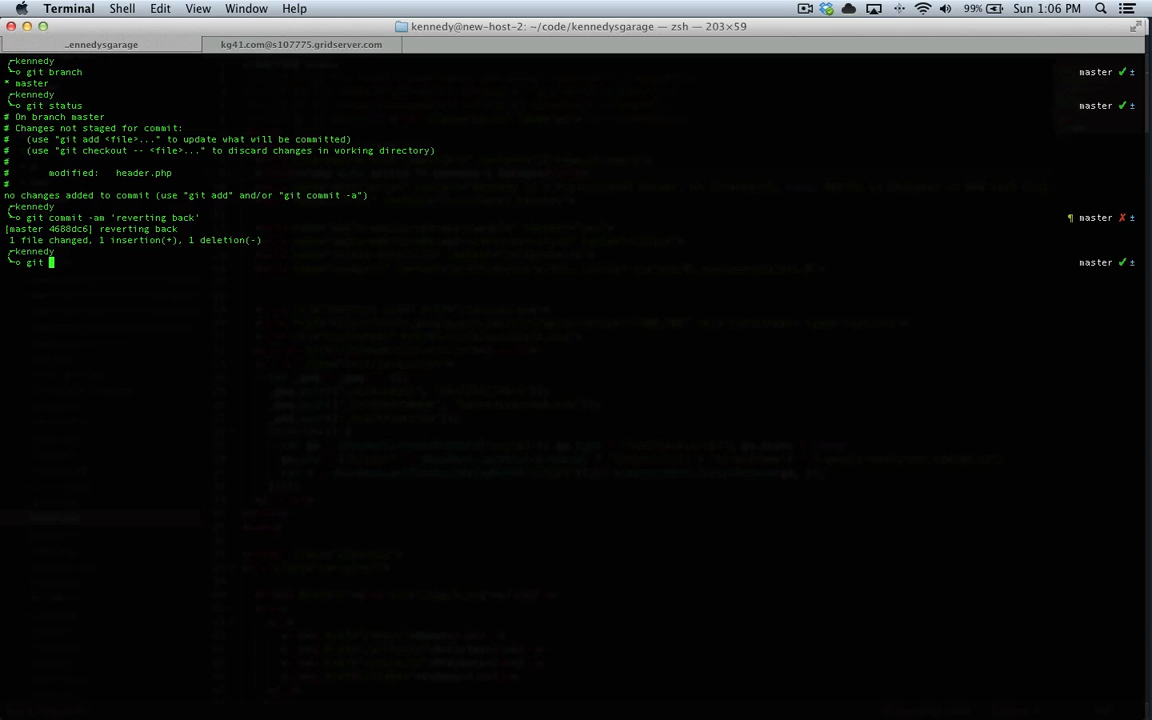 Terminal Shell Edit View Window Help 99% Sun 1:06 PM
kennedy@new-host-2: ~/code/kennedysgarage — zsh — 203×59
..ennedysgarage kg41.com@s107775.gridserver.com
kennedy
git branch master ✔ ±
* master
kennedy
git status master ✔ ±
# On branch master
# Changes not staged for commit:
#   (use "git add <file>..." to update what will be committed)
#   (use "git checkout -- <file>..." to discard changes in working directory)
#
#       modified:   header.php
#
no changes added to commit (use "git add" and/or "git commit -a")
kennedy
git commit -am 'reverting back' ¶ master ✗ ±
[master 4688dc6] reverting back
1 file changed, 1 insertion(+), 1 deletion(-)
kennedy
git master ✔ ±